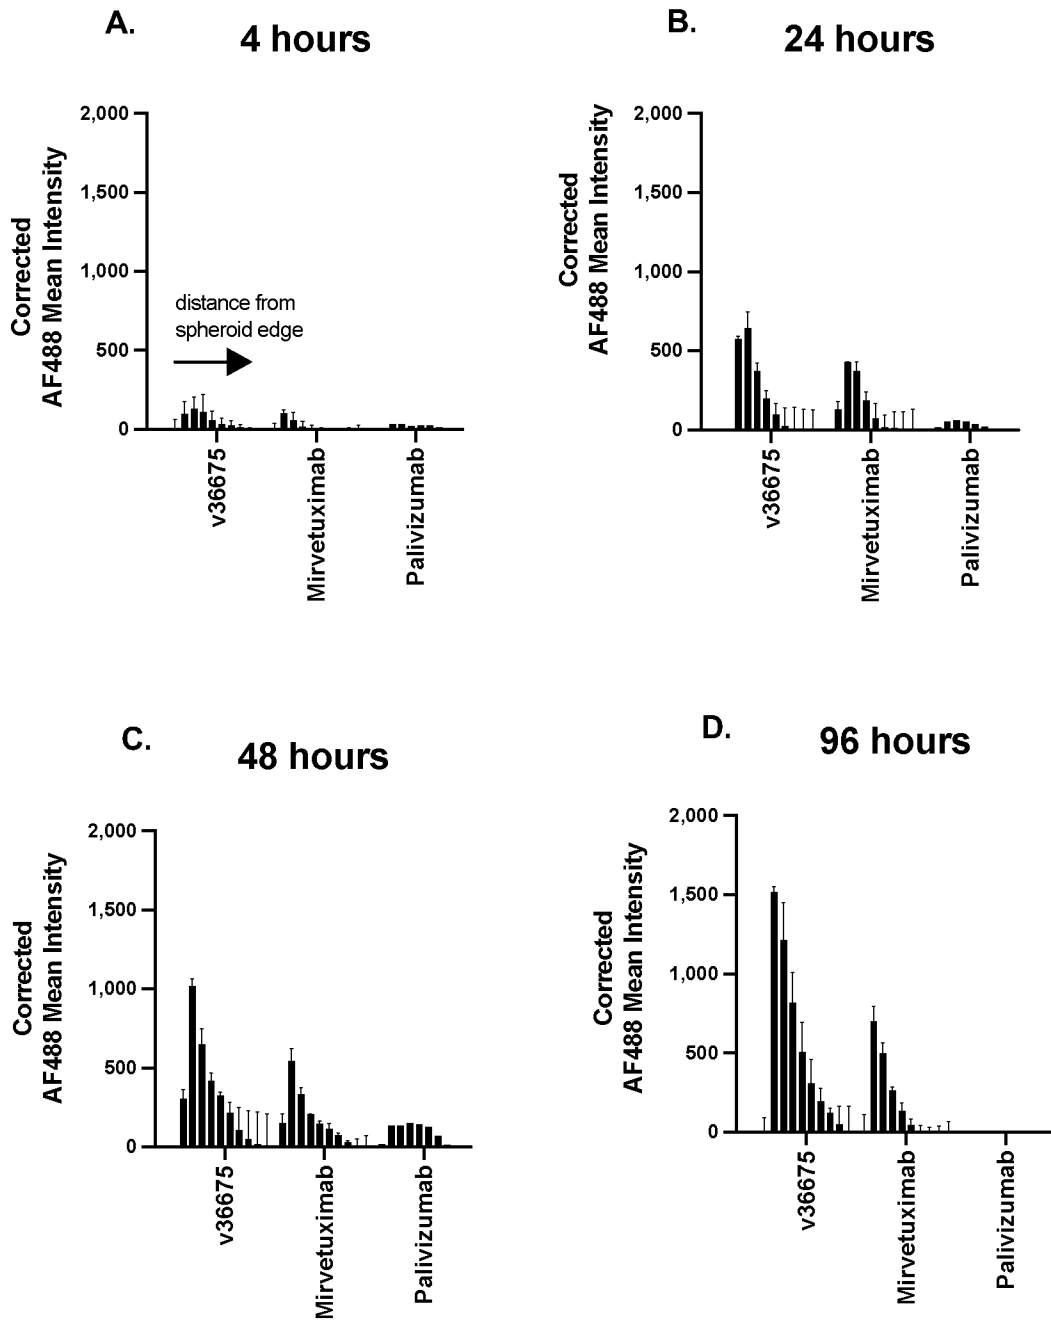 A.
4 hours
Corrected
AF488 Mean Intensity
2,000
1,500
1,000
500
0
distance from
spheroid edge
v36675
Mirvetuximab
Palivizumab
B.
24 hours
Corrected
AF488 Mean Intensity
2,000
1,500
1,000
500
0
v36675
Mirvetuximab
Palivizumab
C.
48 hours
Corrected
AF488 Mean Intensity
2,000
1,500
1,000
500
0
v36675
Mirvetuximab
Palivizumab
D.
96 hours
Corrected
AF488 Mean Intensity
2,000
1,500
1,000
500
0
v36675
Mirvetuximab
Palivizumab